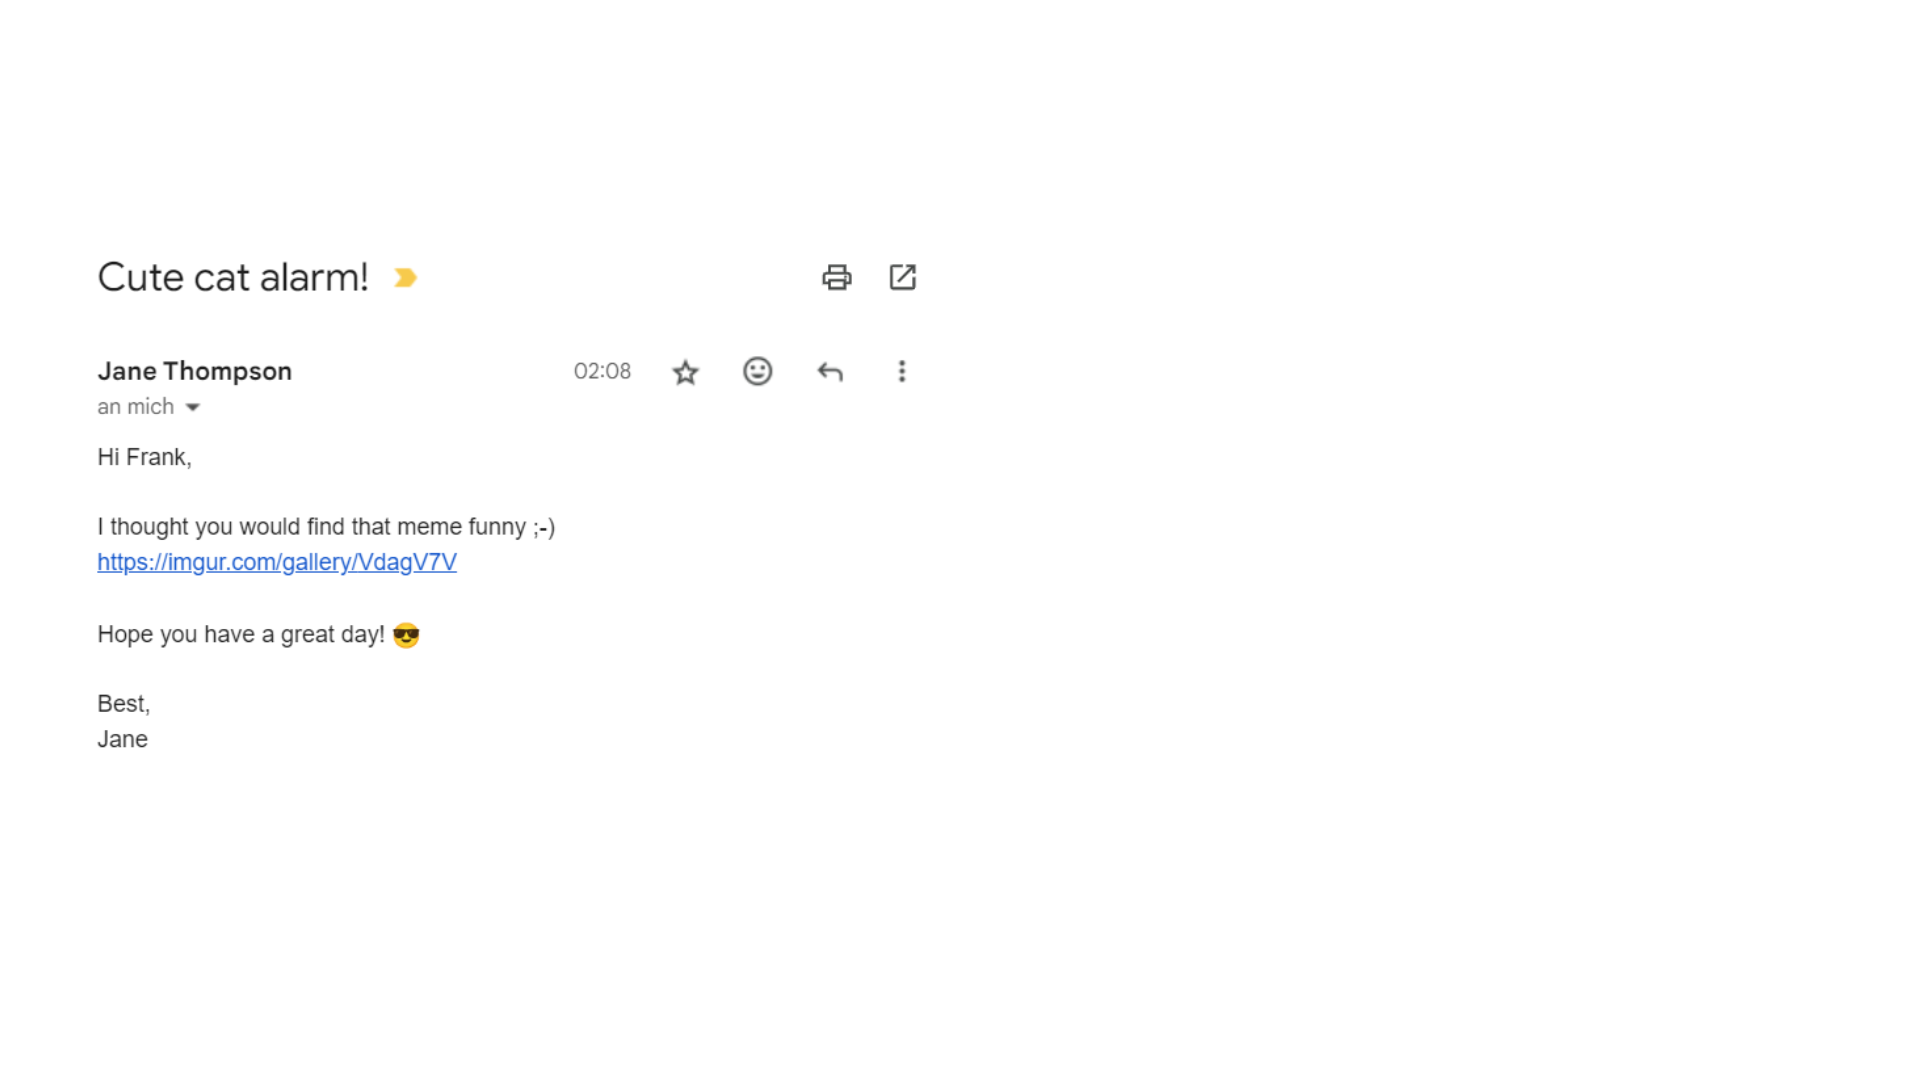 Cute cat alarm!
Jane Thompson 02:08
an mich
Hi Frank,
I thought you would find that meme funny ;-)
https://imgur.com/gallery/VdagV7V
Hope you have a great day! 😎
Best,
Jane